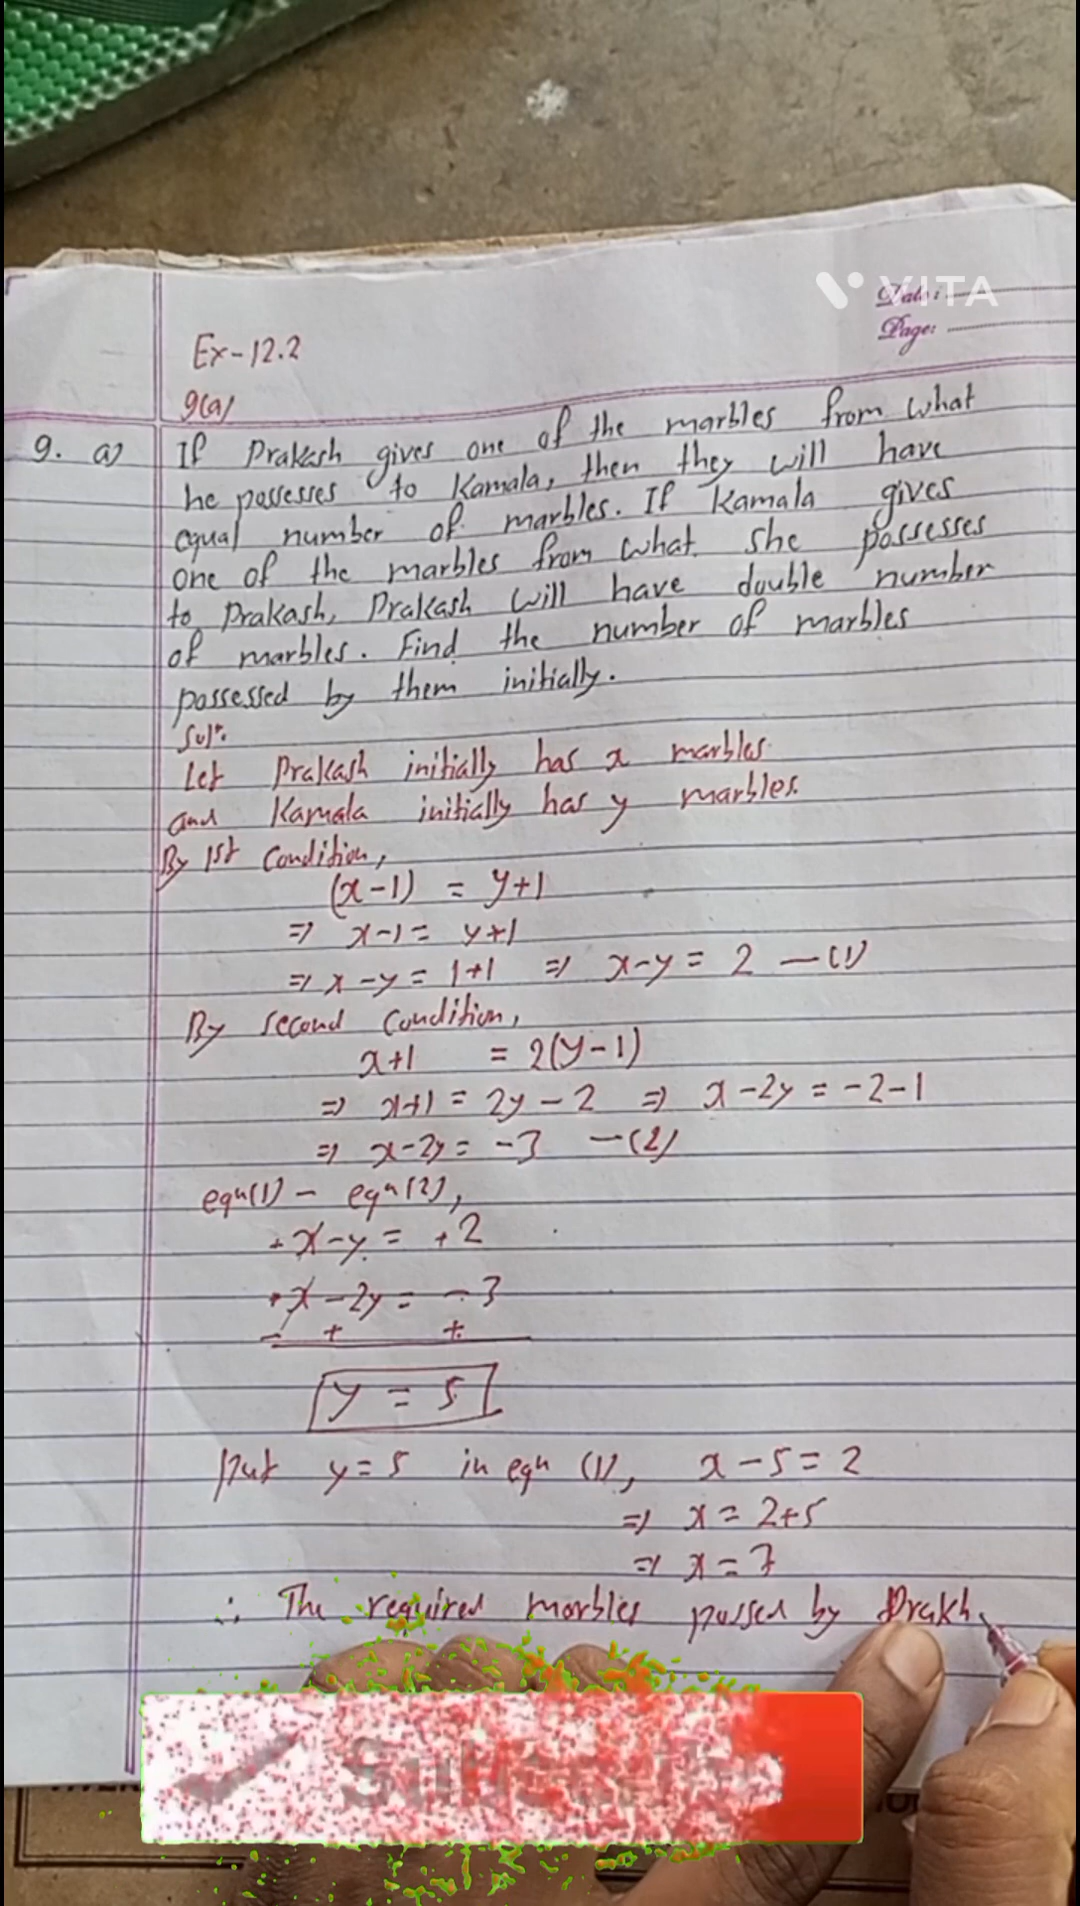 VITA
Date:
Page:
Ex-12.2
9(a)
9. a) If Prakash gives one of the marbles from what
he possesses to Kamala, then they will have
equal number of marbles. If Kamala gives
one of the marbles from what she possesses
to Prakash, Prakash will have double number
of marbles. Find the number of marbles
possessed by them initially.
Solⁿ.
Let Prakash initially has x marbles
and Kamala initially has y marbles.
By 1st Condition,
(x-1) = y+1
⇒ x-1 = y+1
⇒ x-y = 1+1 ⇒ x-y = 2 —(1)
By second Condition,
x+1 = 2(y-1)
⇒ x+1 = 2y-2 ⇒ x-2y = -2-1
⇒ x-2y = -3 —(2)
eqn(1) - eqn(2),
+x-y = +2
+x-2y = -3
- + +
y = 5
put y=5 in eqn (1), x-5=2
⇒ x = 2+5
⇒ x = 7
∴ The required marbles possed by Prakh